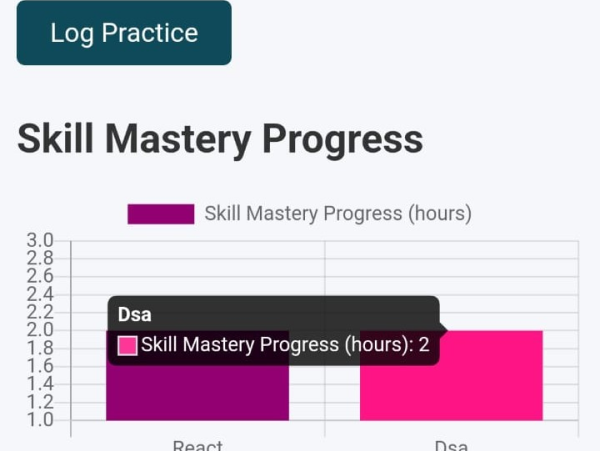 Log Practice
Skill Mastery Progress
Skill Mastery Progress (hours)
3.0
2.8
2.6
2.4
2.2
2.0
1.8
1.6
1.4
1.2
1.0
Dsa
Skill Mastery Progress (hours): 2
React
Dsa